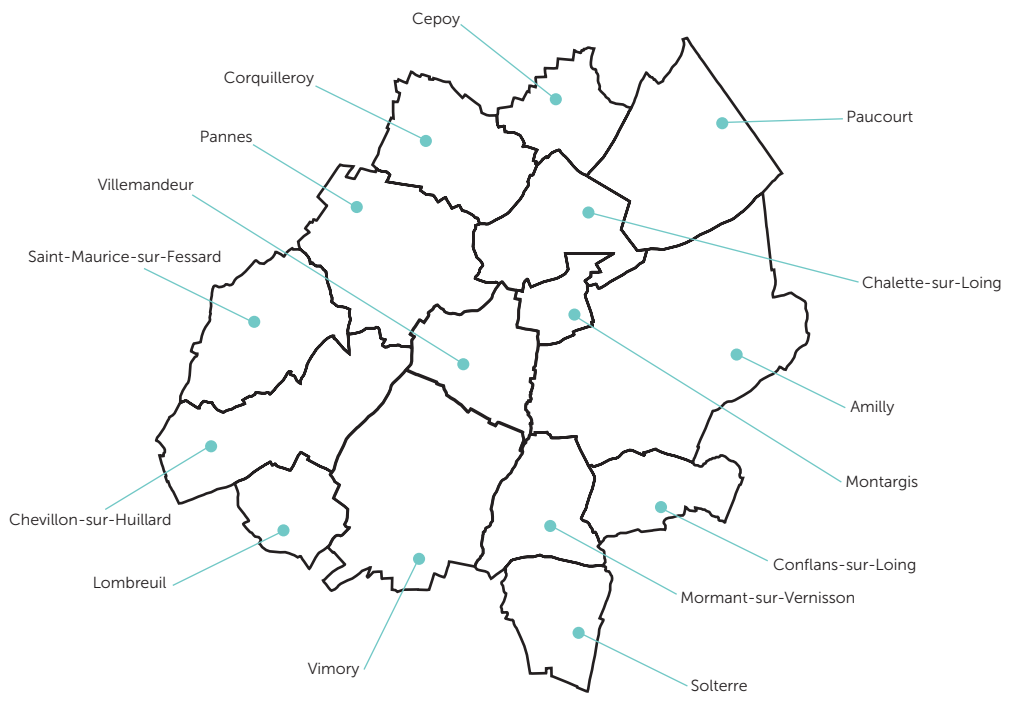 Cepoy
Corquilleroy
Paucourt
Pannes
Villemandeur
Saint-Maurice-sur-Fessard
Chalette-sur-Loing
Amilly
Montargis
Chevillon-sur-Huillard
Conflans-sur-Loing
Lombreuil
Mormant-sur-Vernisson
Vimory
Solterre